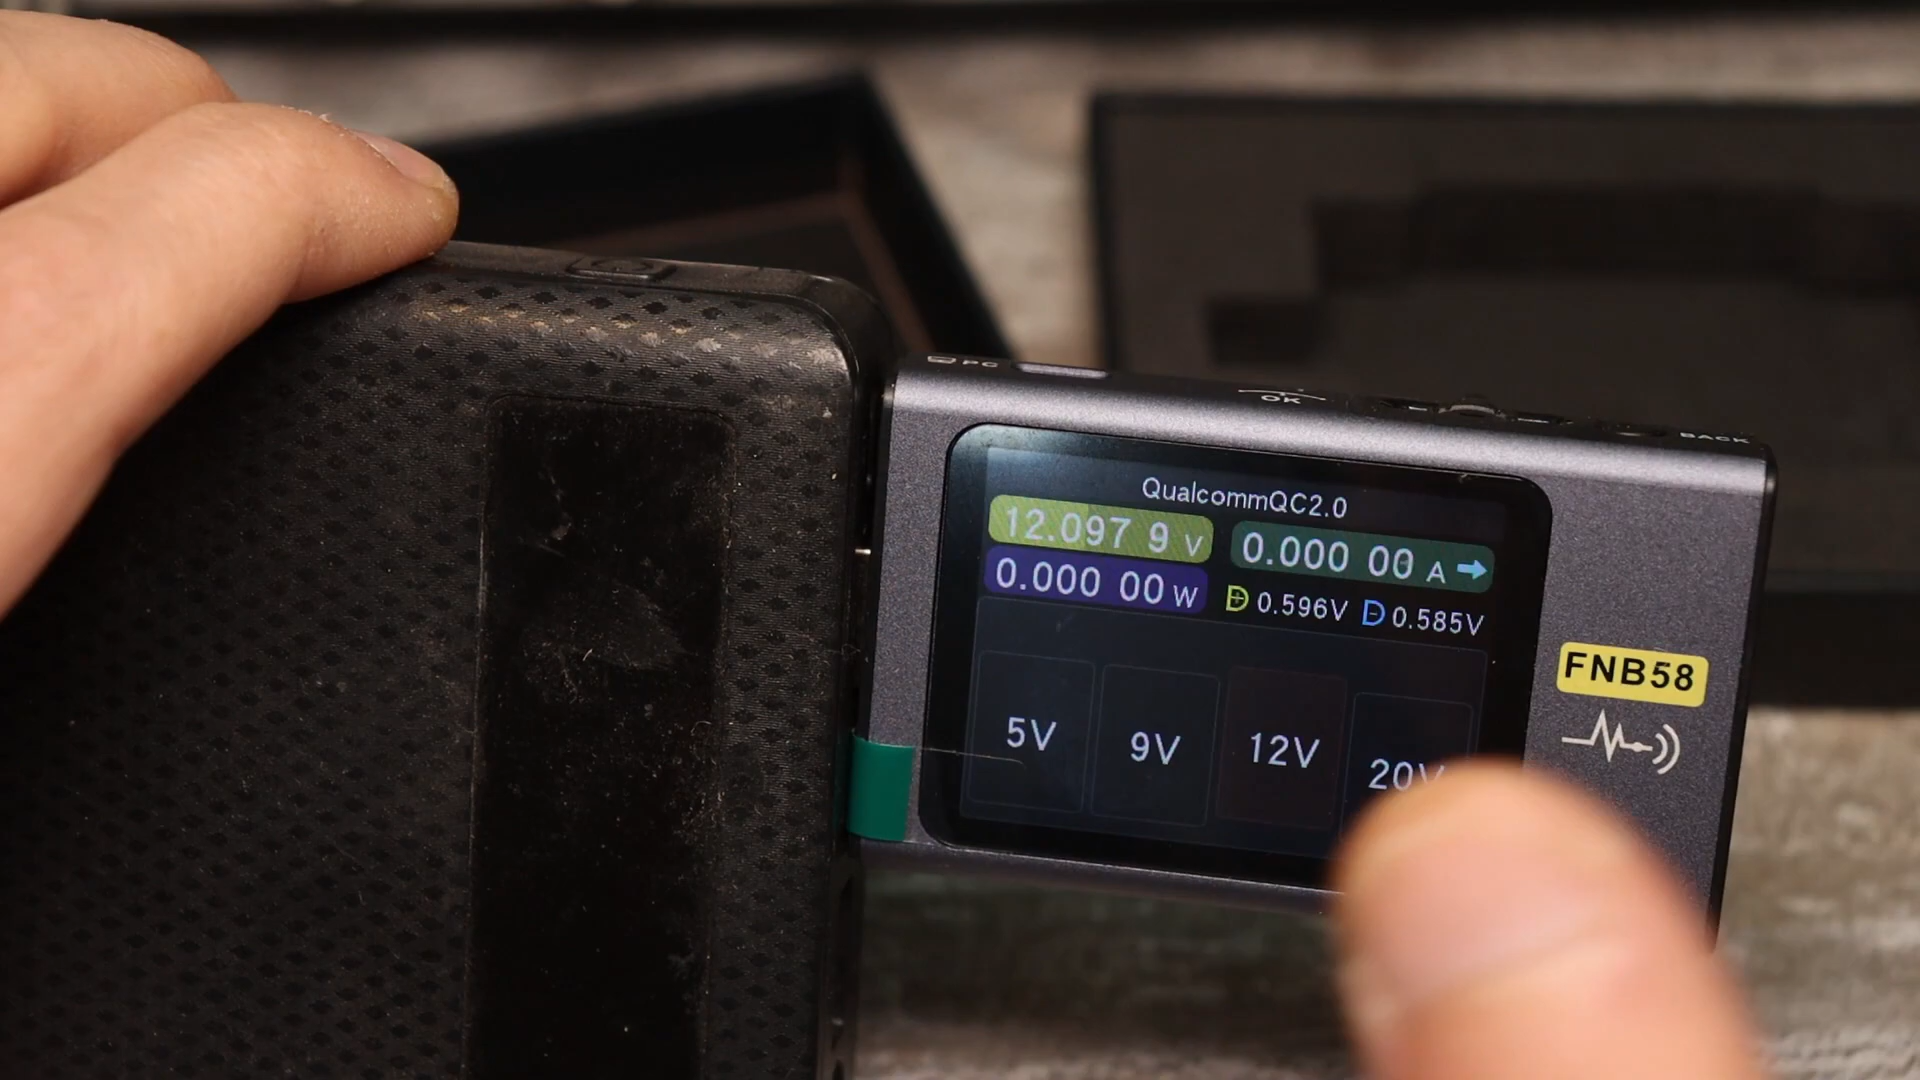 PC
OK
BACK
QualcommQC2.0
12.097 9 V
0.000 00 A
0.000 00 W
D+ 0.596V D- 0.585V
5V
9V
12V
20V
FNB58